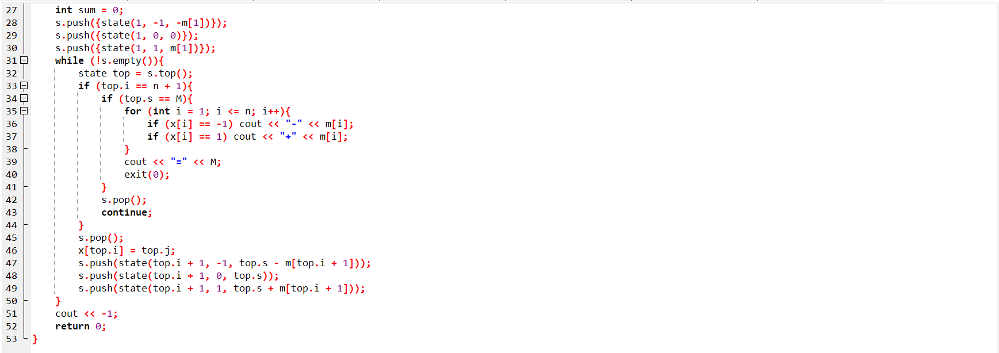 27 int sum = 0;
28 s.push({state(1, -1, -m[1])});
29 s.push({state(1, 0, 0)});
30 s.push({state(1, 1, m[1])});
31 while (!s.empty()){
32 state top = s.top();
33 if (top.i == n + 1){
34 if (top.s == M){
35 for (int i = 1; i <= n; i++){
36 if (x[i] == -1) cout << "-" << m[i];
37 if (x[i] == 1) cout << "+" << m[i];
38 }
39 cout << "=" << M;
40 exit(0);
41 }
42 s.pop();
43 continue;
44 }
45 s.pop();
46 x[top.i] = top.j;
47 s.push(state(top.i + 1, -1, top.s - m[top.i + 1]));
48 s.push(state(top.i + 1, 0, top.s));
49 s.push(state(top.i + 1, 1, top.s + m[top.i + 1]));
50 }
51 cout << -1;
52 return 0;
53 }